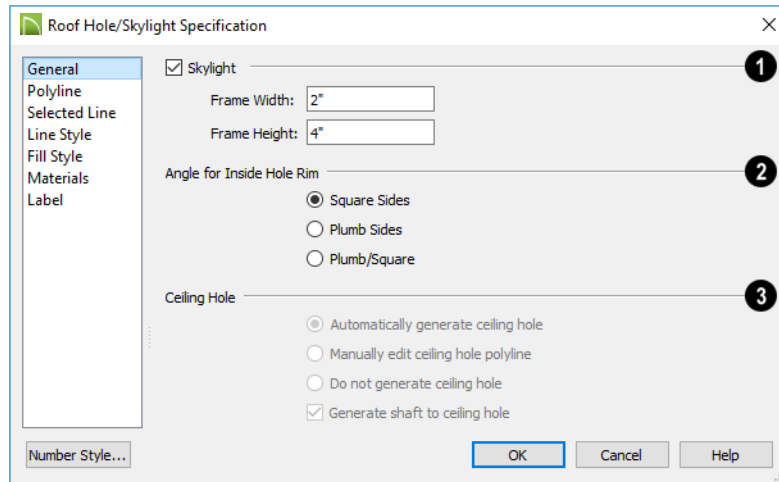 Roof Hole/Skylight Specification
General
Polyline
Selected Line
Line Style
Fill Style
Materials
Label
Skylight
1
Frame Width: 2"
Frame Height: 4"
Angle for Inside Hole Rim
2
Square Sides
Plumb Sides
Plumb/Square
Ceiling Hole
3
Automatically generate ceiling hole
Manually edit ceiling hole polyline
Do not generate ceiling hole
Generate shaft to ceiling hole
Number Style...
OK
Cancel
Help